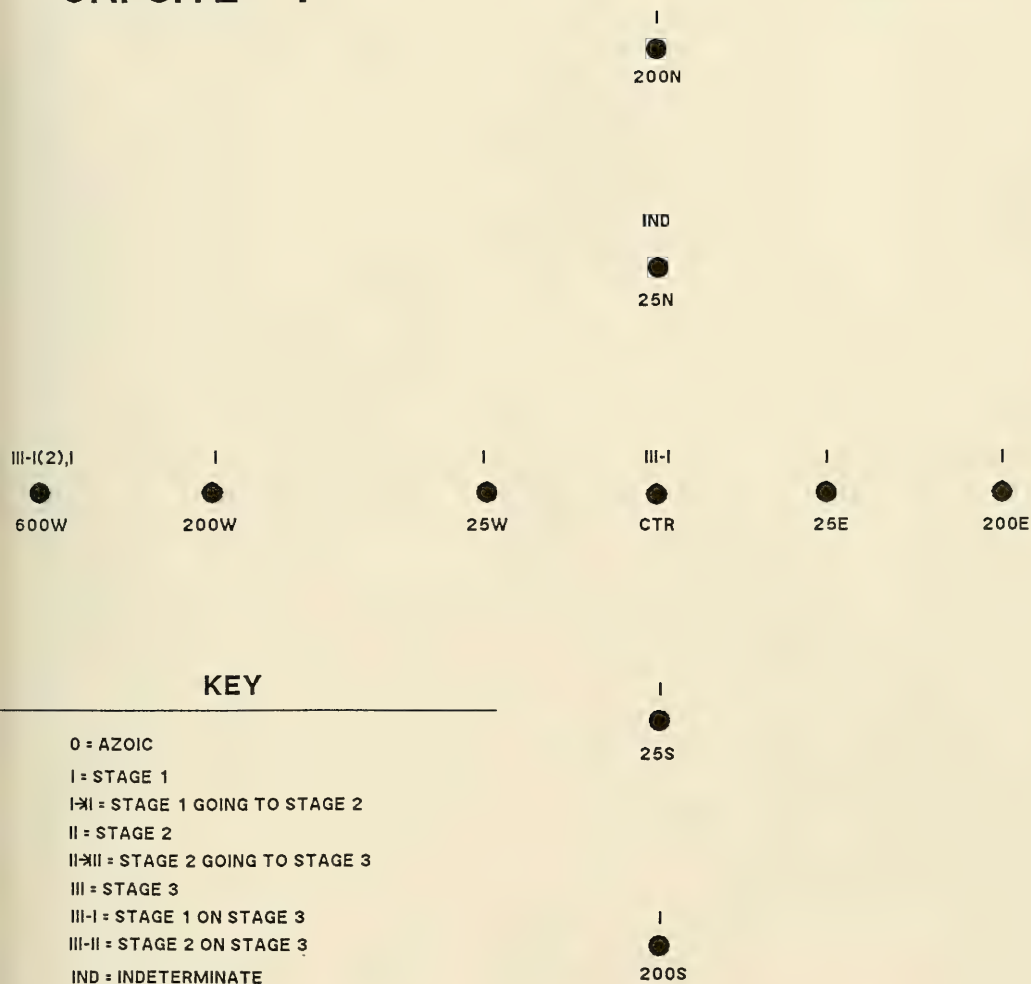 I
200N
IND
25N
III-I(2),I I I III-I I I
600W 200W 25W CTR 25E 200E
KEY
0 = AZOIC
I = STAGE 1
I→II = STAGE 1 GOING TO STAGE 2
II = STAGE 2
II→III = STAGE 2 GOING TO STAGE 3
III = STAGE 3
III-I = STAGE 1 ON STAGE 3
III-II = STAGE 2 ON STAGE 3
IND = INDETERMINATE
I
25S
I
200S